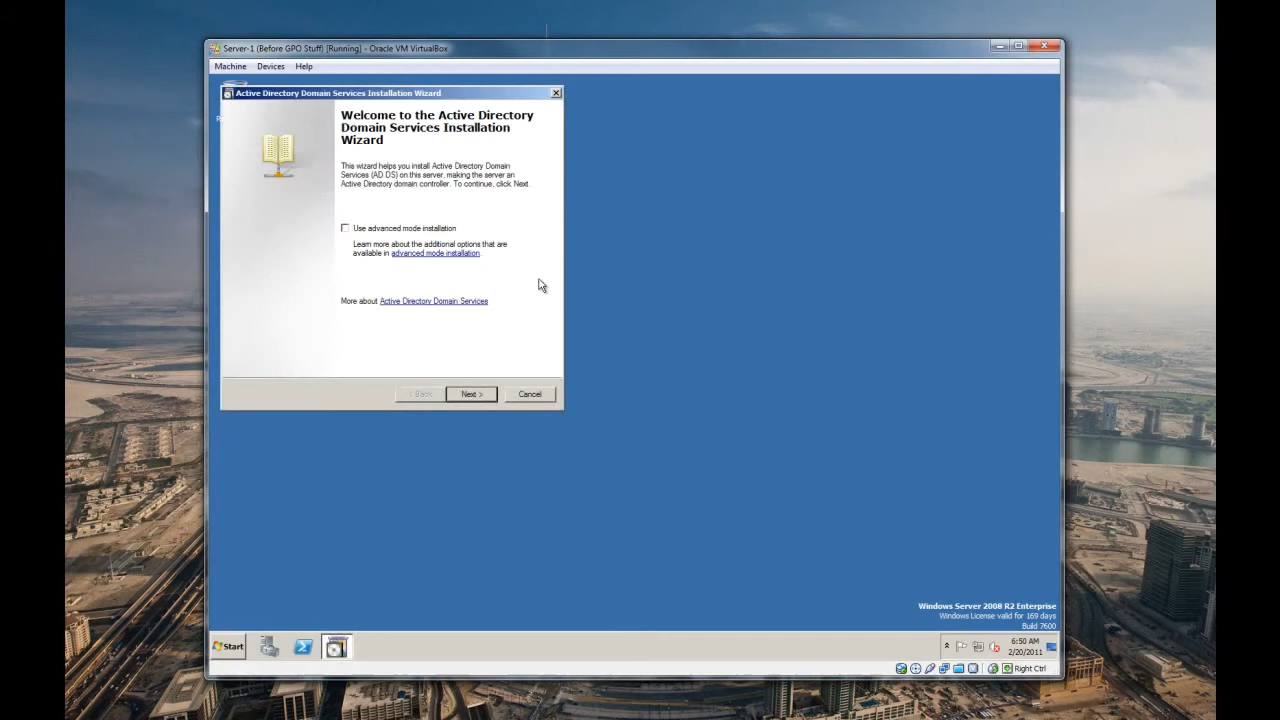 Server-1 (Before GPO Stuff) [Running] - Oracle VM VirtualBox
Machine Devices Help
Active Directory Domain Services Installation Wizard
Welcome to the Active Directory
Domain Services Installation
Wizard
This wizard helps you install Active Directory Domain
Services (AD DS) on this server, making the server an
Active Directory domain controller. To continue, click Next.
Use advanced mode installation
Learn more about the additional options that are
available in advanced mode installation.
More about Active Directory Domain Services
< Back Next > Cancel
Windows Server 2008 R2 Enterprise
Windows License valid for 169 days
Build 7600
Start
6:50 AM
2/20/2011
Right Ctrl